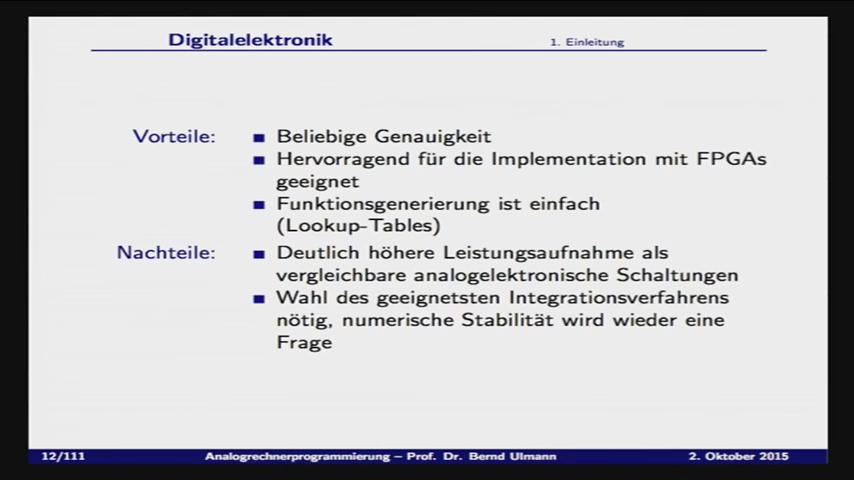 Digitalelektronik
1. Einleitung
Vorteile:
Beliebige Genauigkeit
Hervorragend für die Implementation mit FPGAs
geeignet
Funktionsgenerierung ist einfach
(Lookup-Tables)
Nachteile:
Deutlich höhere Leistungsaufnahme als
vergleichbare analogelektronische Schaltungen
Wahl des geeignetsten Integrationsverfahrens
nötig, numerische Stabilität wird wieder eine
Frage
12/111
Analogrechnerprogrammierung – Prof. Dr. Bernd Ulmann
2. Oktober 2015